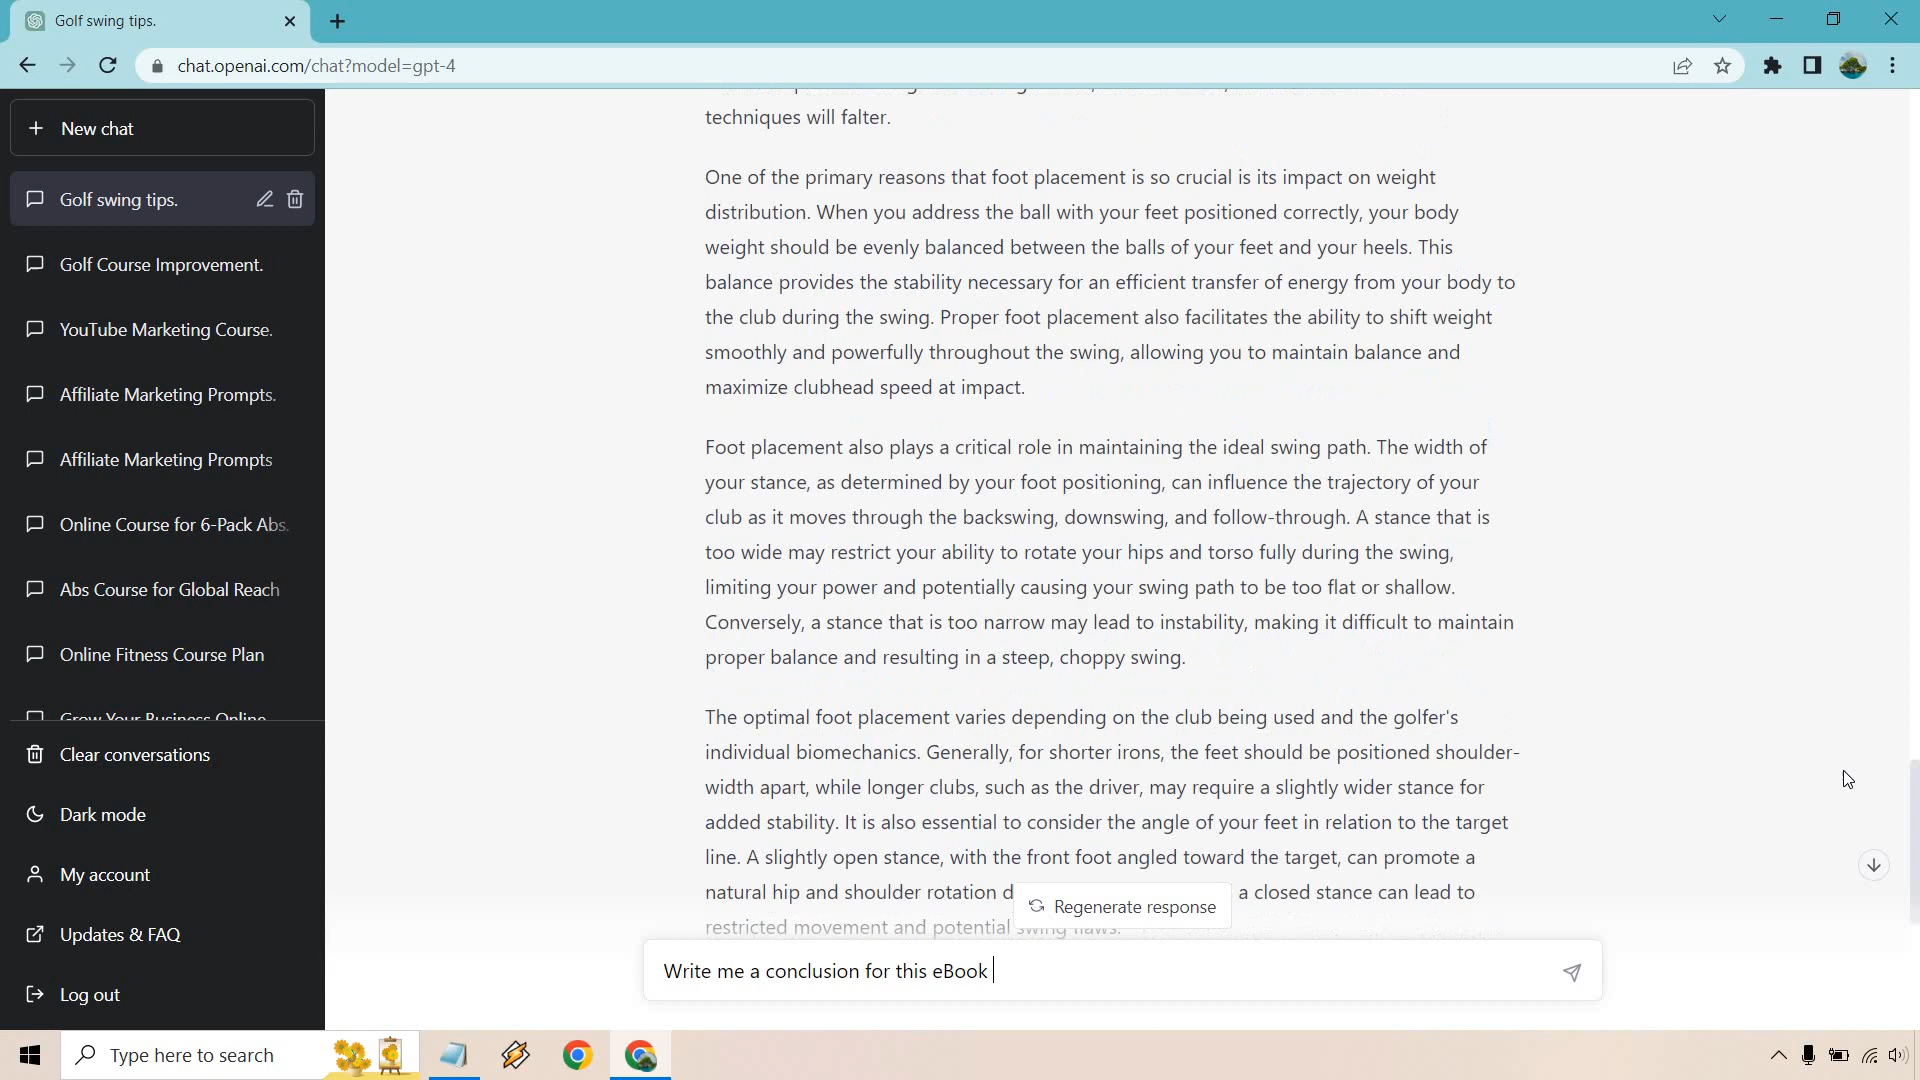 Golf swing tips.
chat.openai.com/chat?model=gpt-4
New chat
Golf swing tips.
Golf Course Improvement.
YouTube Marketing Course.
Affiliate Marketing Prompts.
Affiliate Marketing Prompts
Online Course for 6-Pack Abs.
Abs Course for Global Reach
Online Fitness Course Plan
Grow Your Business Online
Clear conversations
Dark mode
My account
Updates & FAQ
Log out
techniques will falter.
One of the primary reasons that foot placement is so crucial is its impact on weight
distribution. When you address the ball with your feet positioned correctly, your body
weight should be evenly balanced between the balls of your feet and your heels. This
balance provides the stability necessary for an efficient transfer of energy from your body to
the club during the swing. Proper foot placement also facilitates the ability to shift weight
smoothly and powerfully throughout the swing, allowing you to maintain balance and
maximize clubhead speed at impact.
Foot placement also plays a critical role in maintaining the ideal swing path. The width of
your stance, as determined by your foot positioning, can influence the trajectory of your
club as it moves through the backswing, downswing, and follow-through. A stance that is
too wide may restrict your ability to rotate your hips and torso fully during the swing,
limiting your power and potentially causing your swing path to be too flat or shallow.
Conversely, a stance that is too narrow may lead to instability, making it difficult to maintain
proper balance and resulting in a steep, choppy swing.
The optimal foot placement varies depending on the club being used and the golfer's
individual biomechanics. Generally, for shorter irons, the feet should be positioned shoulder-
width apart, while longer clubs, such as the driver, may require a slightly wider stance for
added stability. It is also essential to consider the angle of your feet in relation to the target
line. A slightly open stance, with the front foot angled toward the target, can promote a
natural hip and shoulder rotation d a closed stance can lead to
restricted movement and potential swing flaws.
Regenerate response
Write me a conclusion for this eBook
Type here to search